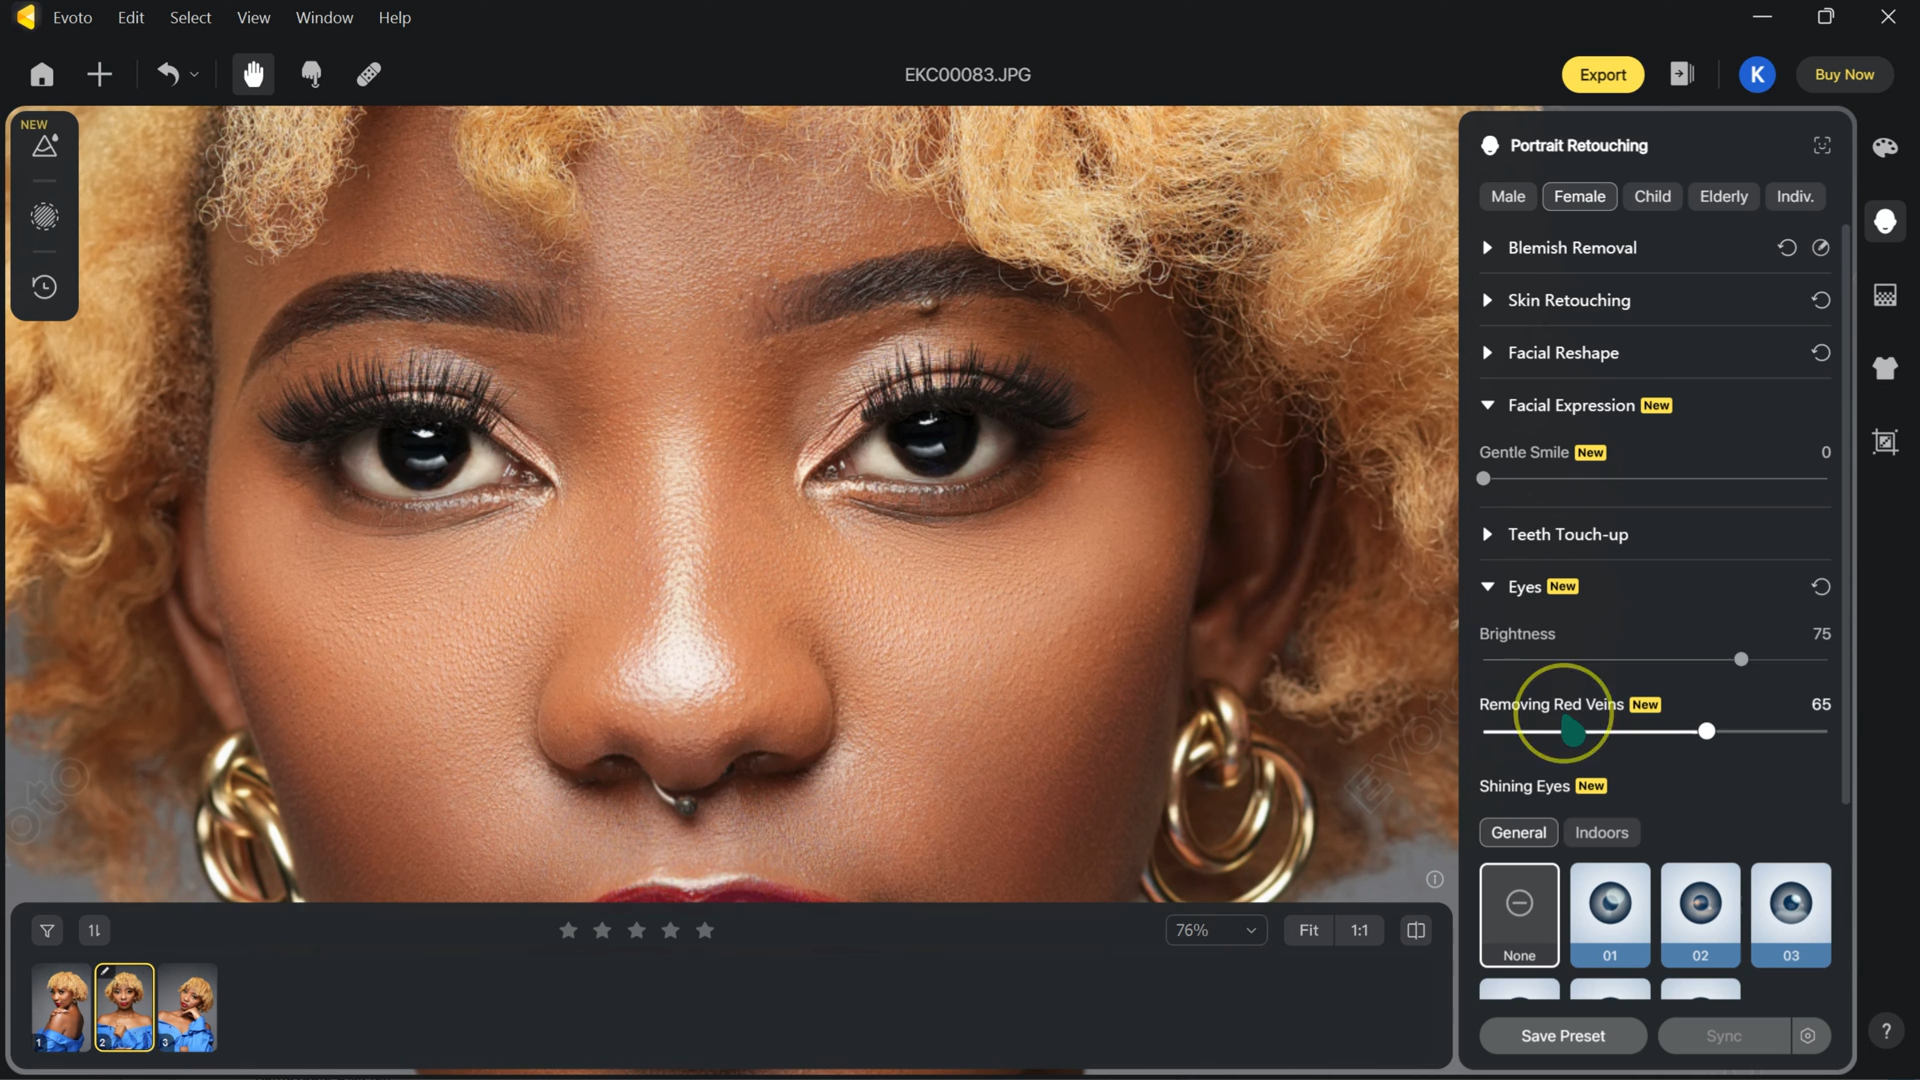 Evoto Edit Select View Window Help
EKC00083.JPG
Export
K
Buy Now
NEW
Portrait Retouching
Male Female Child Elderly Indiv.
Blemish Removal
Skin Retouching
Facial Reshape
Facial Expression New
Gentle Smile New 0
Teeth Touch-up
Eyes New
Brightness 75
Removing Red Veins New 65
Shining Eyes New
General Indoors
None 01 02 03
76% Fit 1:1
1 2 3
Save Preset Sync
?
Evoto